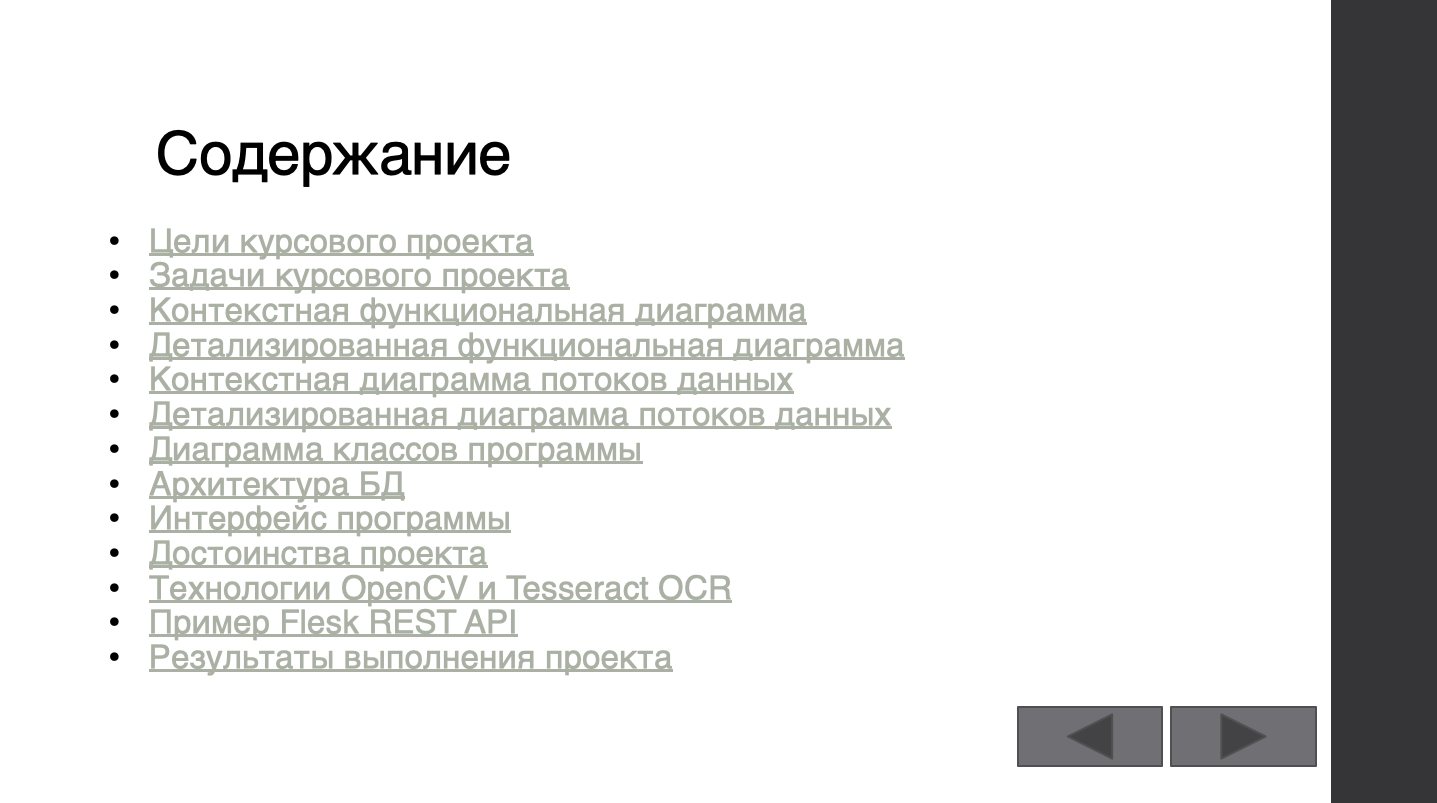 Содержание
• Цели курсового проекта
• Задачи курсового проекта
• Контекстная функциональная диаграмма
• Детализированная функциональная диаграмма
• Контекстная диаграмма потоков данных
• Детализированная диаграмма потоков данных
• Диаграмма классов программы
• Архитектура БД
• Интерфейс программы
• Достоинства проекта
• Технологии OpenCV и Tesseract OCR
• Пример Flesk REST API
• Результаты выполнения проекта